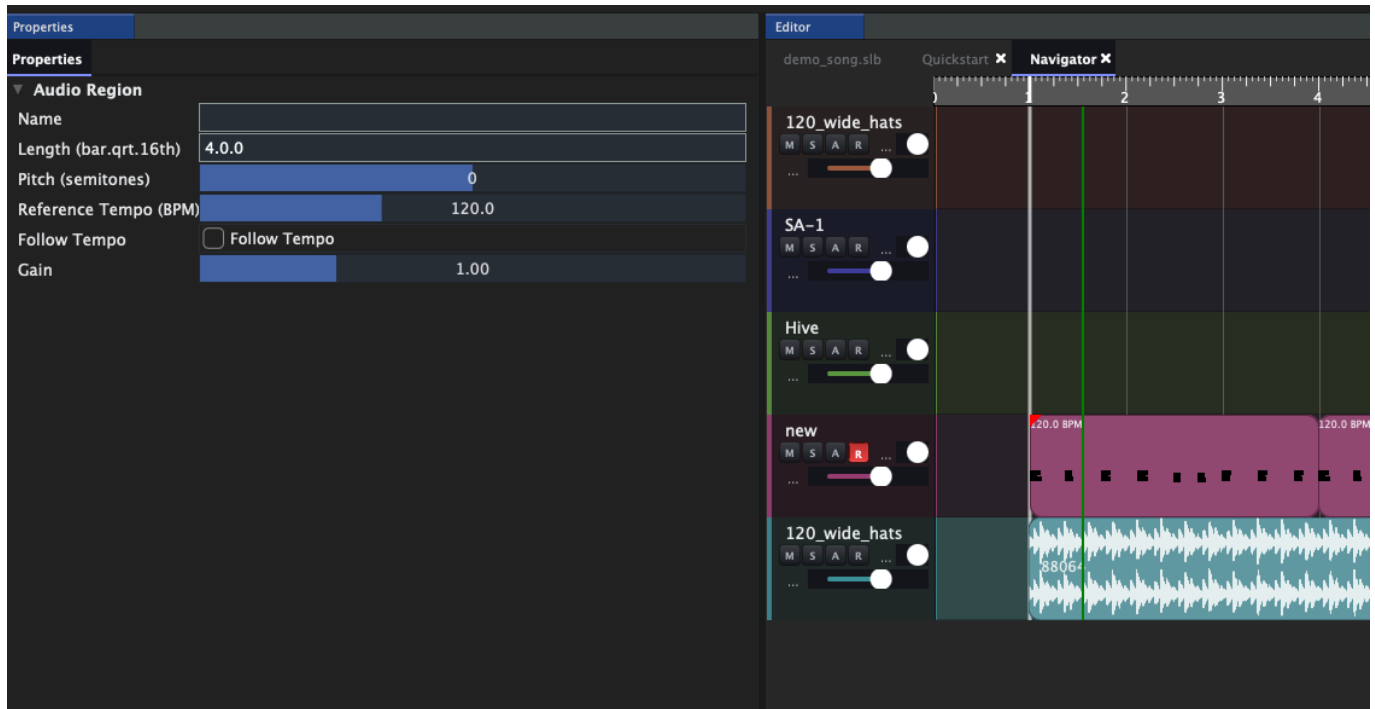 Properties
Properties
Audio Region
Name
Length (bar.qrt.16th) 4.0.0
Pitch (semitones) 0
Reference Tempo (BPM) 120.0
Follow Tempo Follow Tempo
Gain 1.00
Editor
demo_song.slb Quickstart × Navigator ×
1 2 3 4
120_wide_hats
M S A R ...
...
SA-1
M S A R ...
...
Hive
M S A R ...
...
new
M S A R ...
...
120.0 BPM 120.0 BPM
120_wide_hats
M S A R ...
...
88064